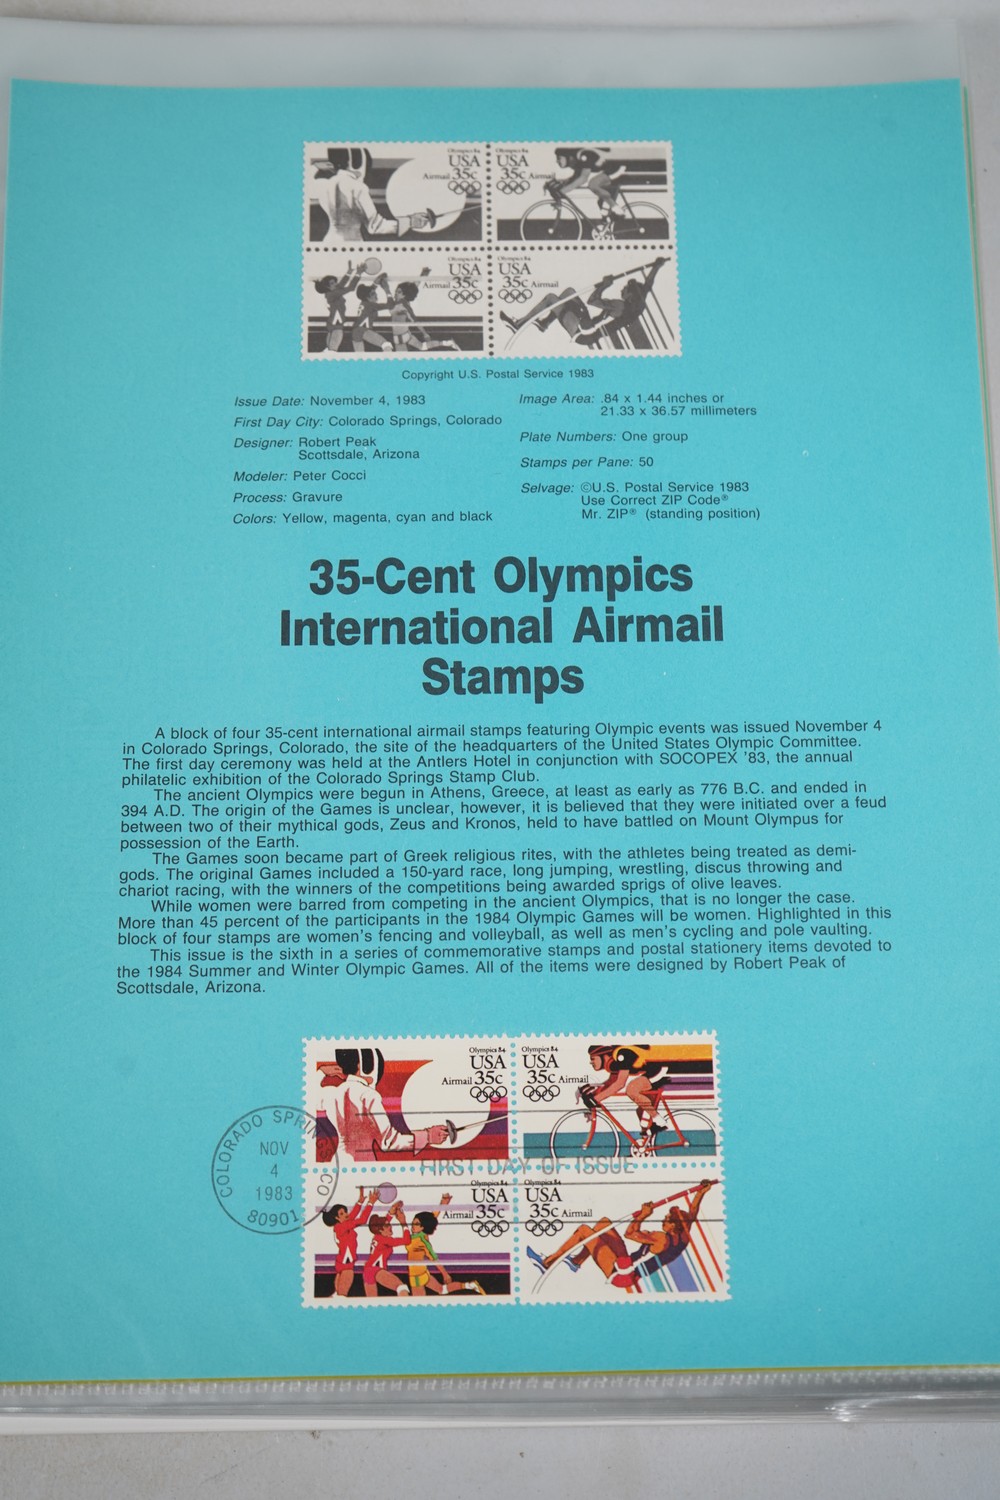 Olympics 84
USA
35c
Airmail
Olympics 84
USA
35c Airmail
Olympics 84
USA
Airmail 35c
Olympics 84
USA
35c Airmail
Copyright U.S. Postal Service 1983
Issue Date: November 4, 1983
First Day City: Colorado Springs, Colorado
Designer: Robert Peak
Scottsdale, Arizona
Modeler: Peter Cocci
Process: Gravure
Colors: Yellow, magenta, cyan and black
Image Area: .84 x 1.44 inches or
21.33 x 36.57 millimeters
Plate Numbers: One group
Stamps per Pane: 50
Selvage: ©U.S. Postal Service 1983
Use Correct ZIP Code®
Mr. ZIP® (standing position)
35-Cent Olympics
International Airmail
Stamps
A block of four 35-cent international airmail stamps featuring Olympic events was issued November 4
in Colorado Springs, Colorado, the site of the headquarters of the United States Olympic Committee.
The first day ceremony was held at the Antlers Hotel in conjunction with SOCOPEX '83, the annual
philatelic exhibition of the Colorado Springs Stamp Club.
The ancient Olympics were begun in Athens, Greece, at least as early as 776 B.C. and ended in
394 A.D. The origin of the Games is unclear, however, it is believed that they were initiated over a feud
between two of their mythical gods, Zeus and Kronos, held to have battled on Mount Olympus for
possession of the Earth.
The Games soon became part of Greek religious rites, with the athletes being treated as demi-
gods. The original Games included a 150-yard race, long jumping, wrestling, discus throwing and
chariot racing, with the winners of the competitions being awarded sprigs of olive leaves.
While women were barred from competing in the ancient Olympics, that is no longer the case.
More than 45 percent of the participants in the 1984 Olympic Games will be women. Highlighted in this
block of four stamps are women's fencing and volleyball, as well as men's cycling and pole vaulting.
This issue is the sixth in a series of commemorative stamps and postal stationery items devoted to
the 1984 Summer and Winter Olympic Games. All of the items were designed by Robert Peak of
Scottsdale, Arizona.
Olympics 84
USA
Airmail 35c
Olympics 84
USA
35c Airmail
COLORADO SPRINGS, CO
NOV
4
1983
80901
FIRST DAY OF ISSUE
Olympics 84
USA
Airmail 35c
Olympics 84
USA
35c Airmail